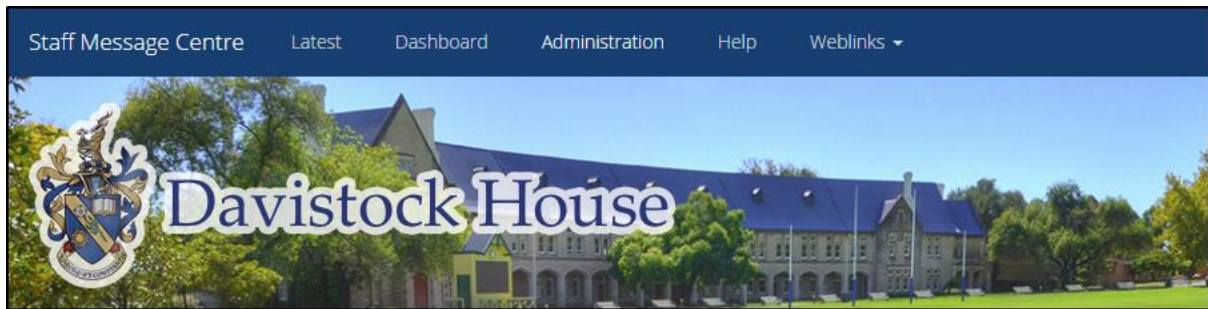 Staff Message Centre Latest Dashboard Administration Help Weblinks
Davistock House